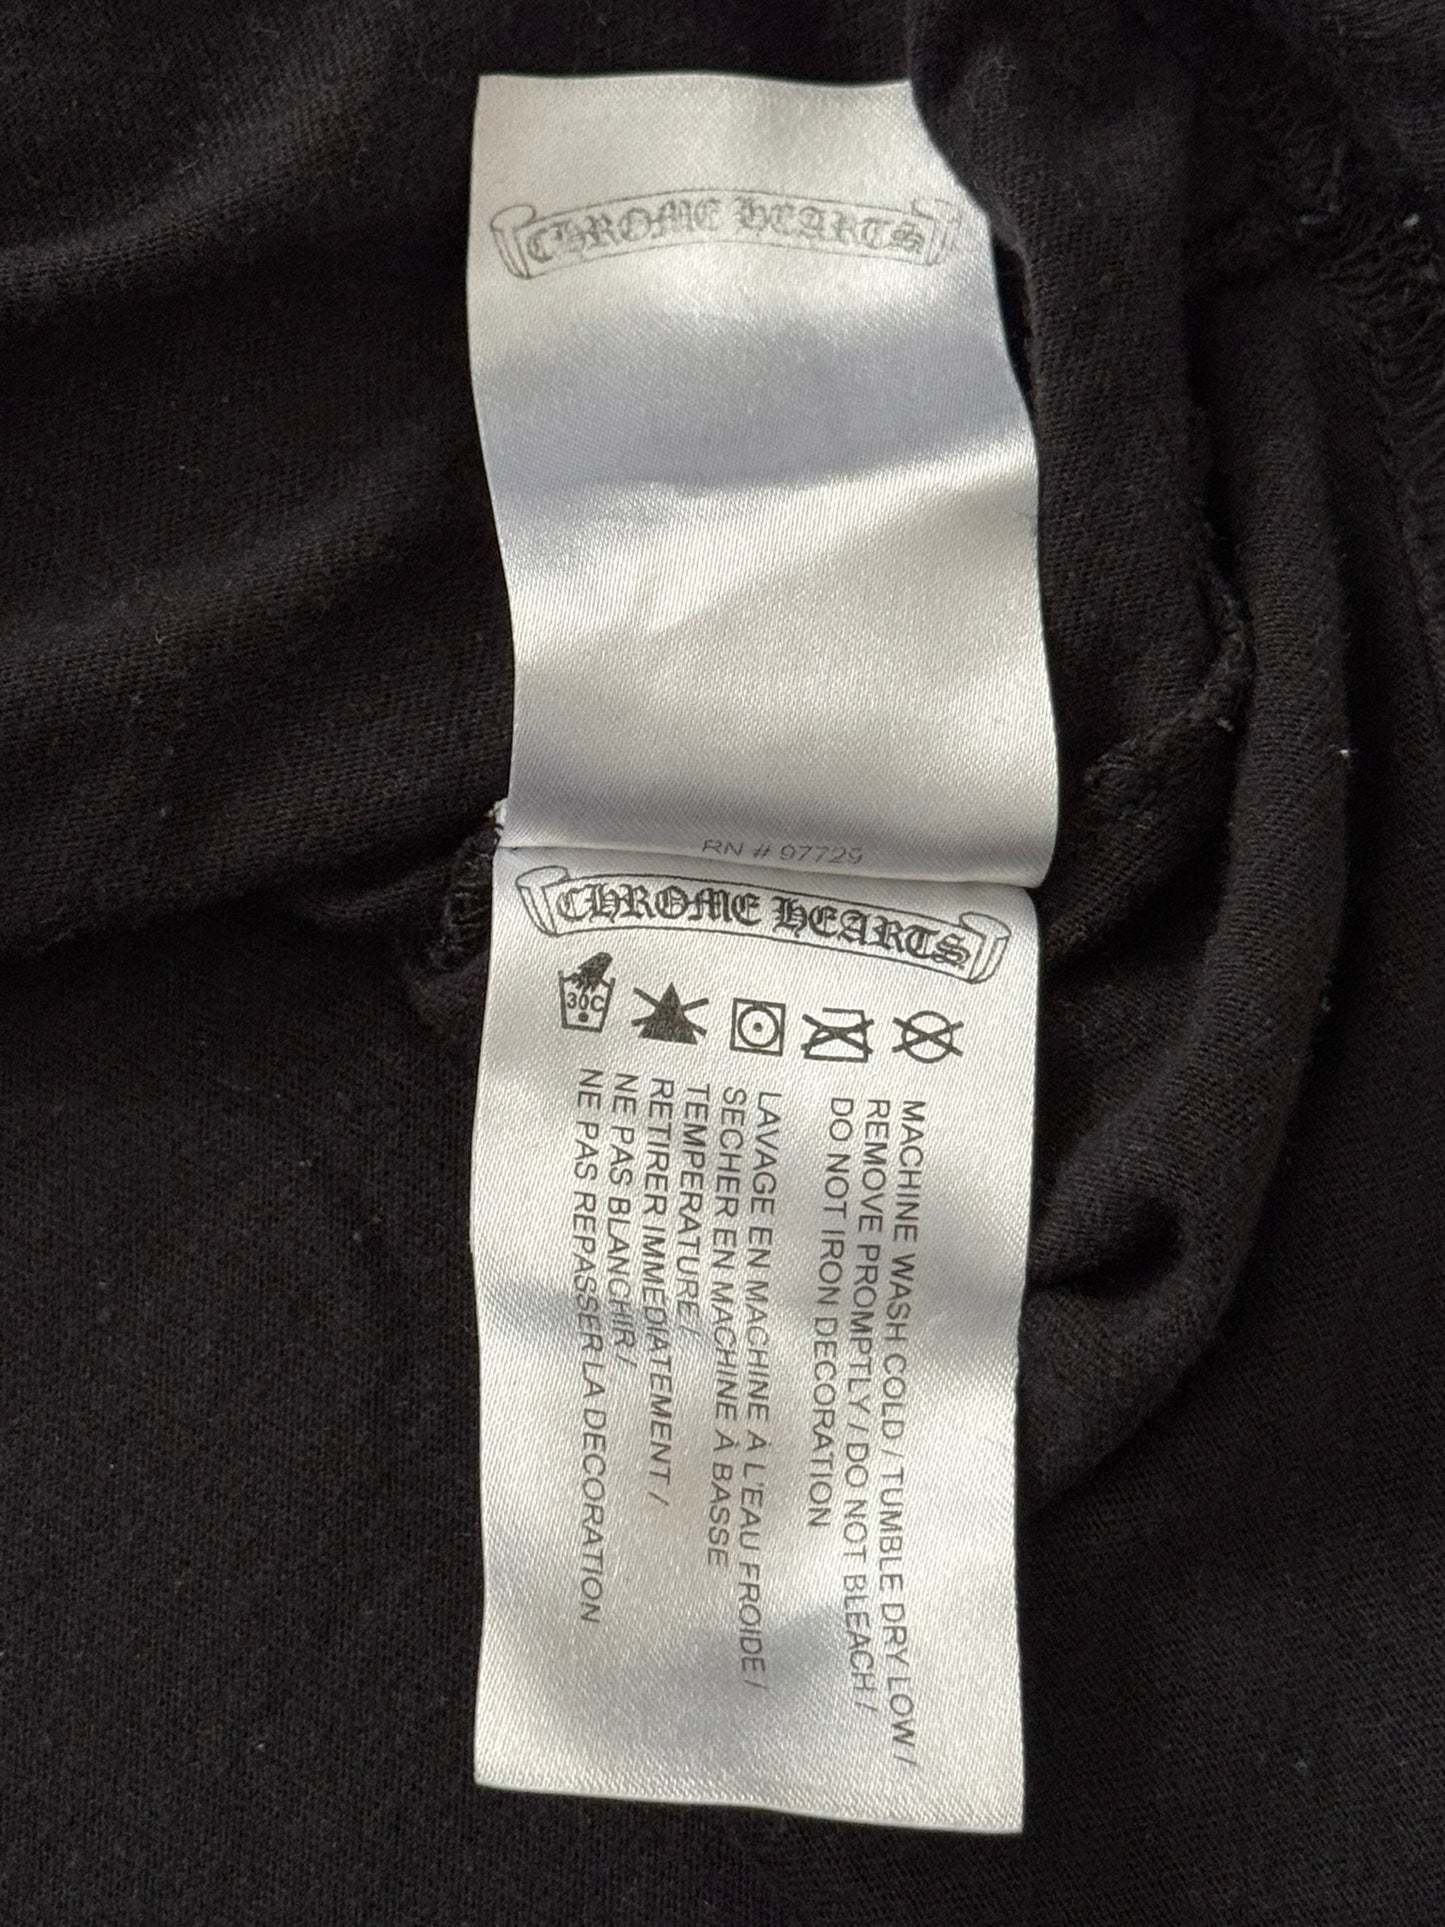 CHROME HEARTS
RN # 97729
CHROME HEARTS
30C
MACHINE WASH COLD / TUMBLE DRY LOW /
REMOVE PROMPTLY / DO NOT BLEACH /
DO NOT IRON DECORATION
LAVAGE EN MACHINE À L'EAU FROIDE /
SECHER EN MACHINE À BASSE
TEMPERATURE /
RETIRER IMMEDIATEMENT /
NE PAS BLANCHIR /
NE PAS REPASSER LA DECORATION